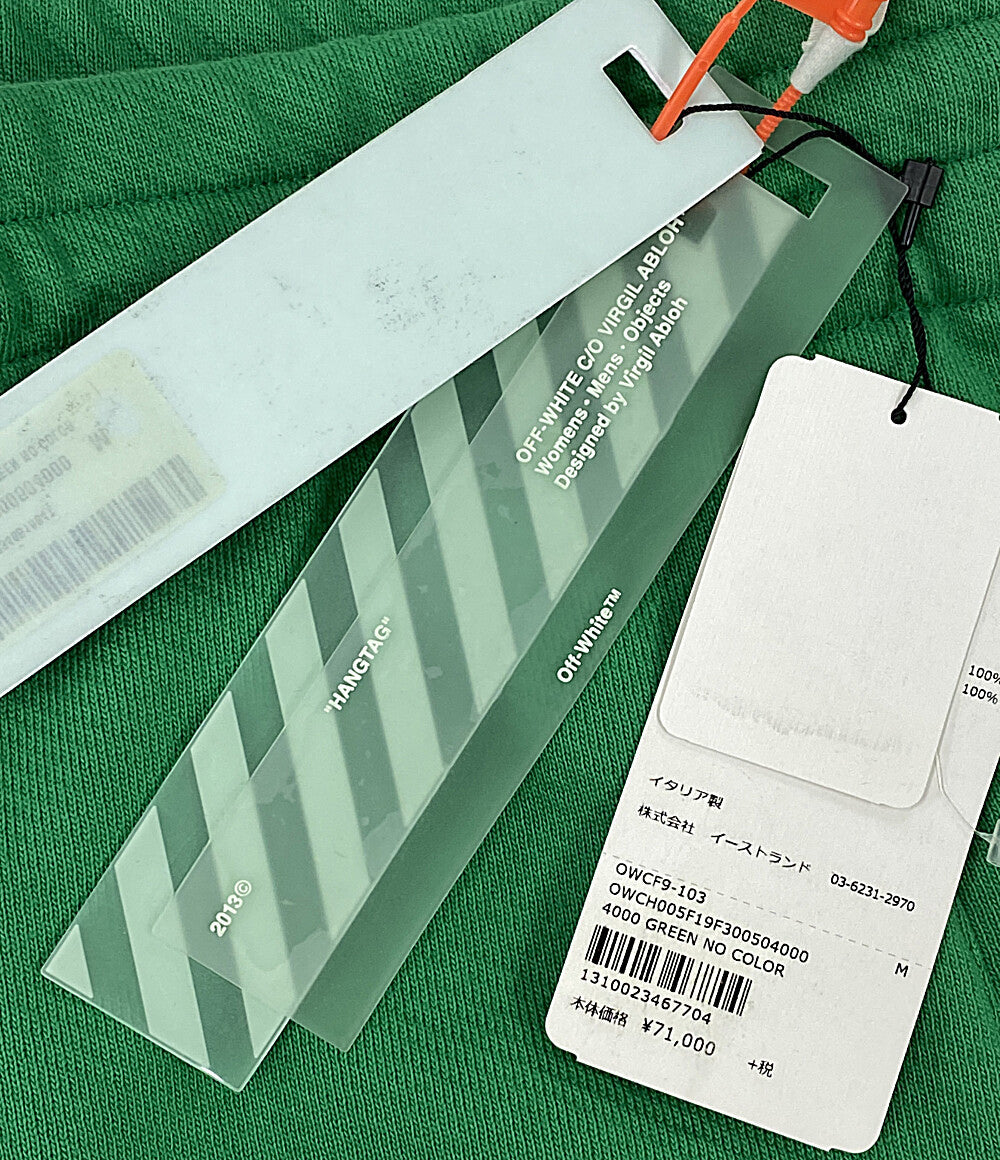 OFF-WHITE C/O VIRGIL ABLOH™
Womens • Mens • Objects
Designed by Virgil Abloh
Off-White™
"HANGTAG"
2013©
100%
100%
イタリア製
株式会社 イーストランド 03-6231-2970
OWCF9-103
OWCH005F19F300504000
4000 GREEN NO COLOR M
1310023467704
本体価格 ¥71,000 +税